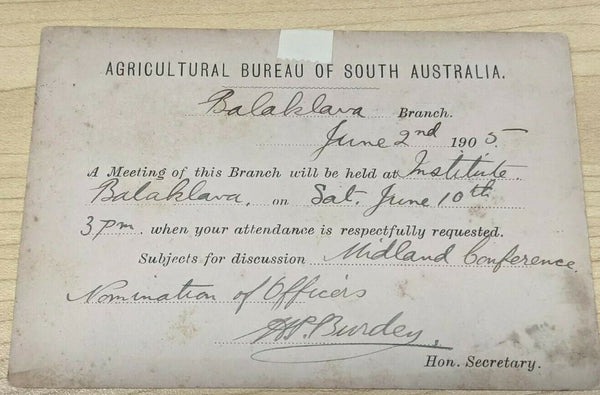 AGRICULTURAL BUREAU OF SOUTH AUSTRALIA.
Balaklava Branch.
June 2nd 1905.
A Meeting of this Branch will be held at Institute
Balaklava, on Sat. June 10th
3 pm. when your attendance is respectfully requested.
Subjects for discussion Midland Conference.
Nomination of Officers
Burdey.
Hon. Secretary.